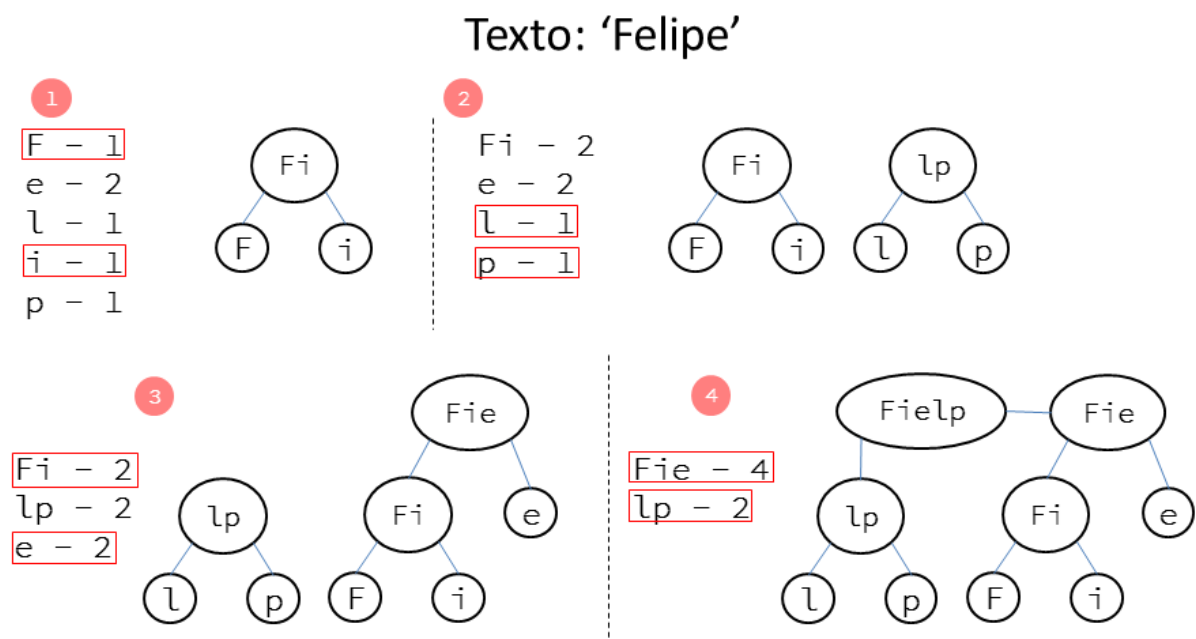 Texto: ‘Felipe’
1
F – 1
e – 2
l – 1
i – 1
p – 1
Fi
F
i
2
Fi – 2
e – 2
l – 1
p – 1
Fi
lp
F
i
l
p
3
Fi – 2
lp – 2
e – 2
Fie
lp
Fi
e
l
p
F
i
4
Fie – 4
lp – 2
Fielp
Fie
lp
Fi
e
l
p
F
i